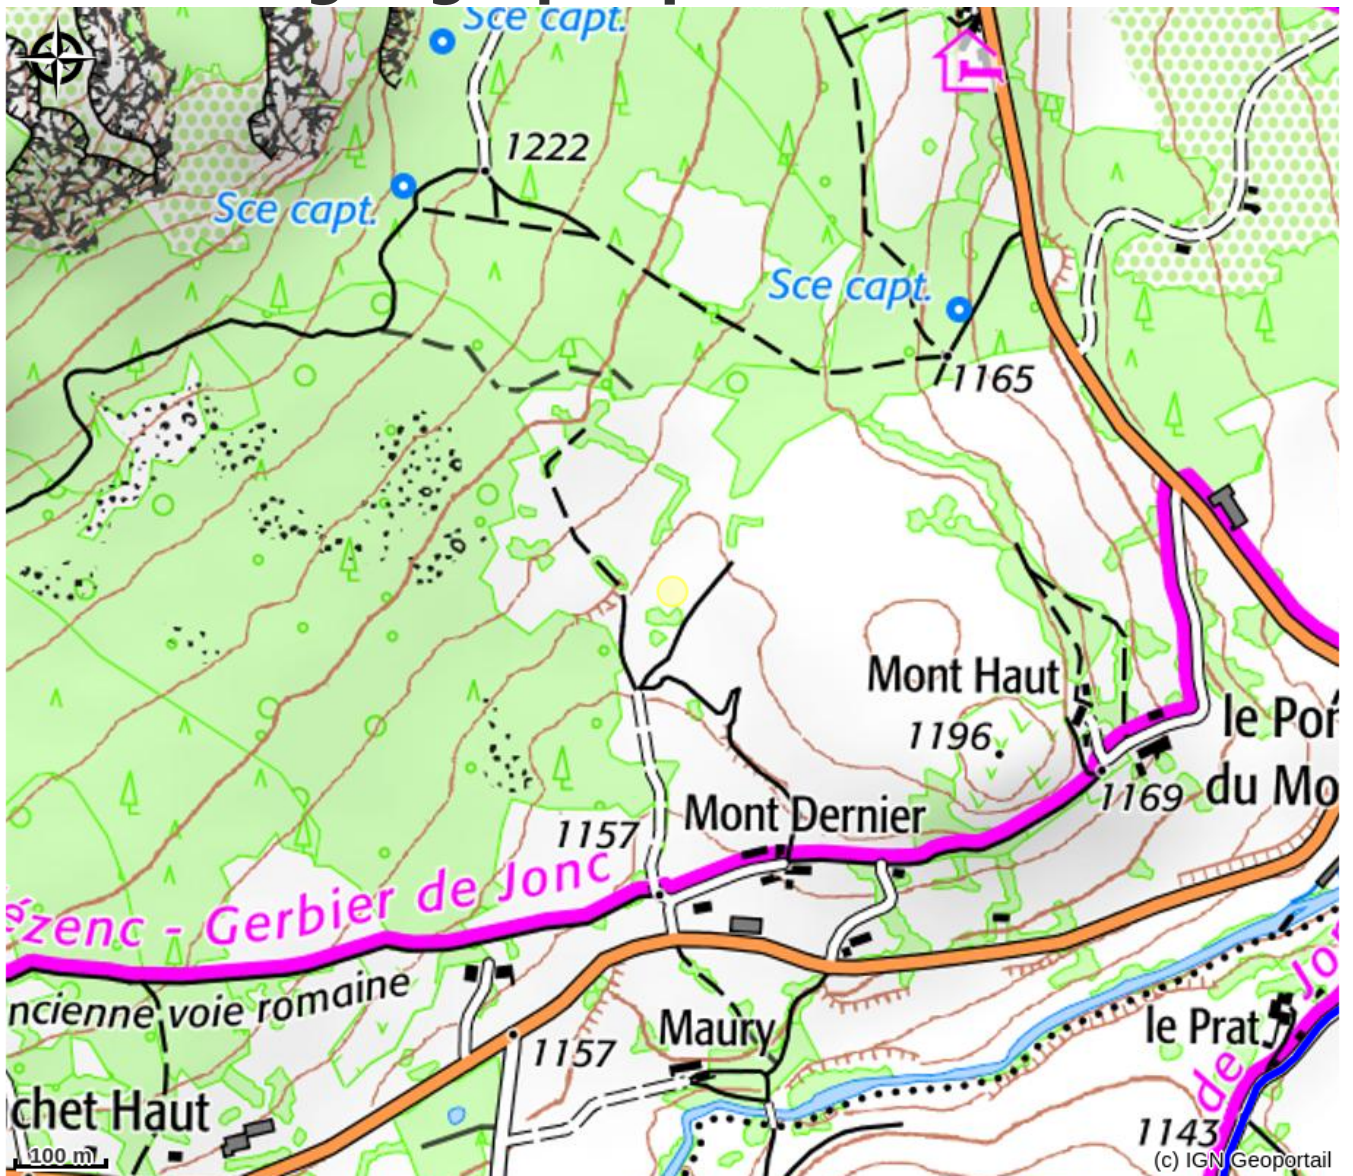 Sce capt.
1222
Sce capt.
Sce capt.
1165
Mont Haut
1196
le Por
du Mo
1169
Mont Dernier
1157
ézenc - Gerbier de Jonc
ncienne voie romaine
Maury
le Prat
de Jo
1157
chet Haut
1143
100 m
(c) IGN Geoportail